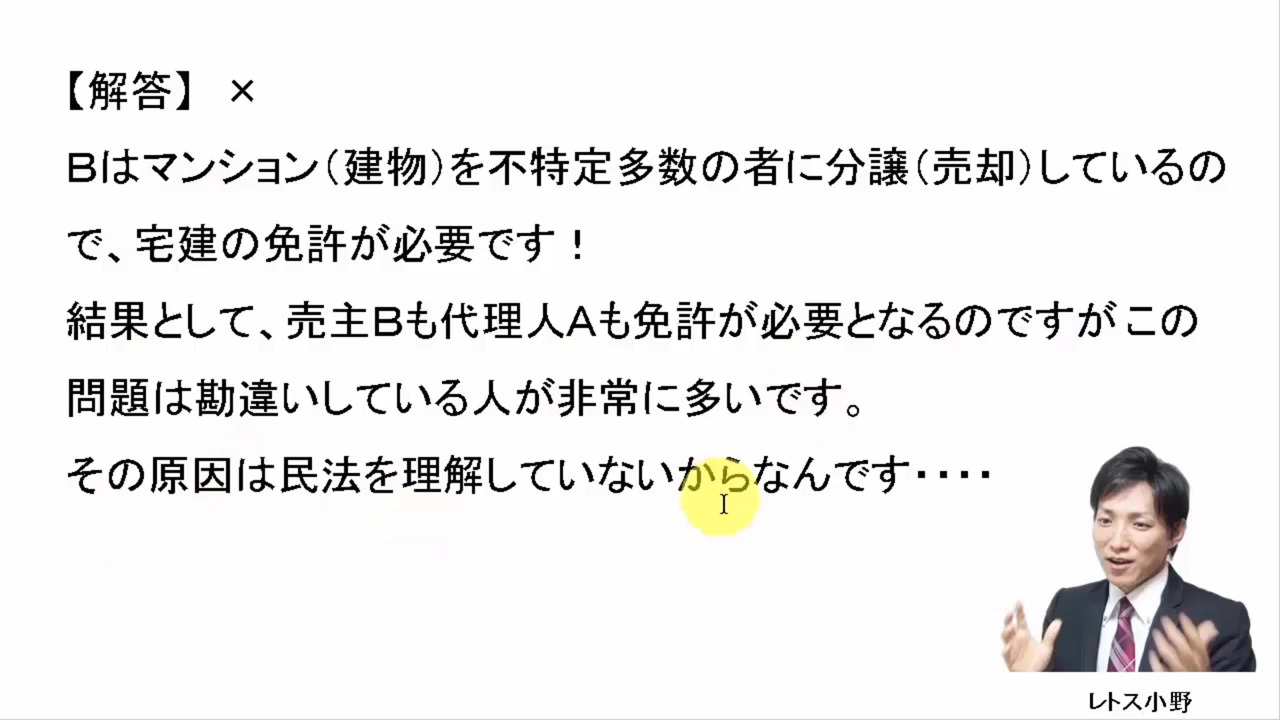 【解答】 ×
Bはマンション（建物）を不特定多数の者に分譲（売却）しているの
で、宅建の免許が必要です！
結果として、売主Bも代理人Aも免許が必要となるのですがこの
問題は勘違いしている人が非常に多いです。
その原因は民法を理解していないからなんです・・・・
レトス小野